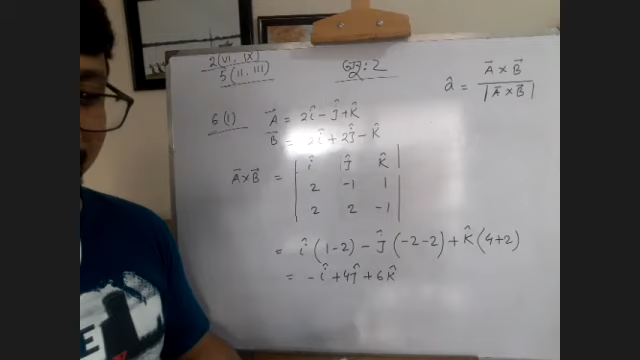 2(VI, IX)
5(II, III)
Q: 2
â = A⃗ × B⃗ / |A⃗ × B⃗|
6(I) A⃗ = 2î - ĵ + k̂
B⃗ = 2î + 2ĵ - k̂
A⃗×B⃗ = | î ĵ k̂ |
| 2 -1 1 |
| 2 2 -1 |
= î(1-2) - ĵ(-2-2) + k̂(4+2)
= -î + 4ĵ + 6k̂